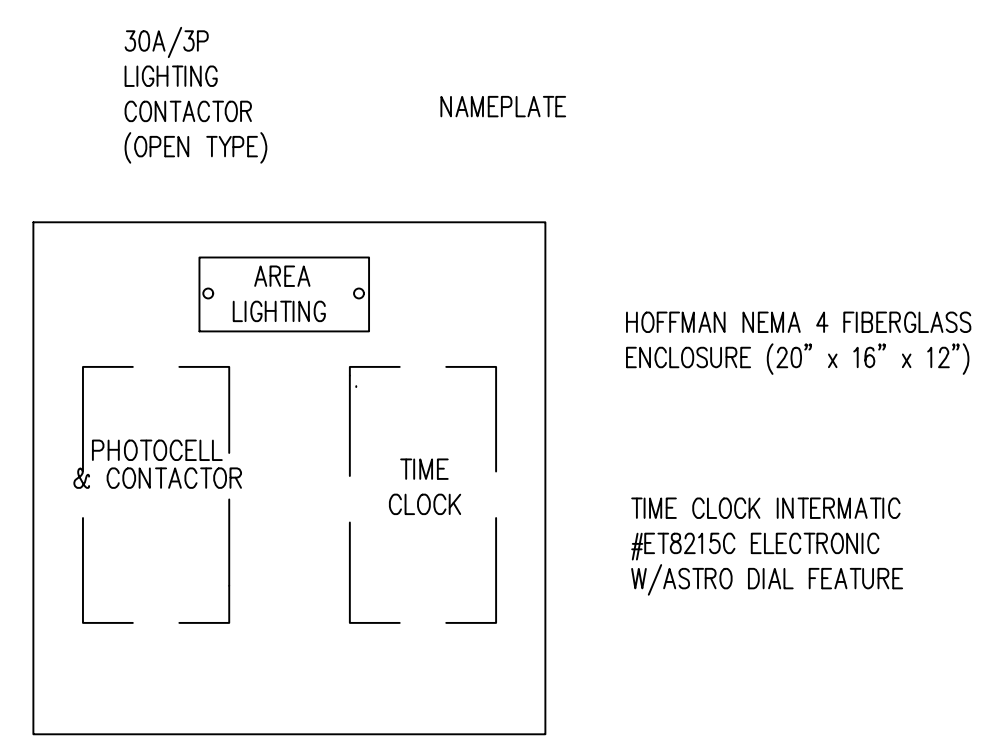 30A/3P
LIGHTING
CONTACTOR
(OPEN TYPE)
NAMEPLATE
AREA
LIGHTING
HOFFMAN NEMA 4 FIBERGLASS
ENCLOSURE (20" x 16" x 12")
PHOTOCELL
& CONTACTOR
TIME
CLOCK
TIME CLOCK INTERMATIC
#ET8215C ELECTRONIC
W/ASTRO DIAL FEATURE